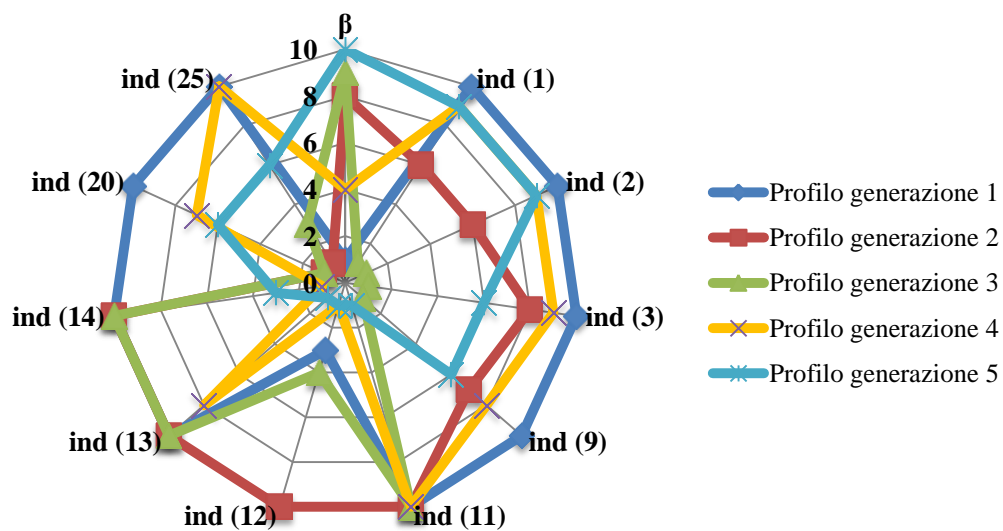 β
10
ind (25)
ind (1)
8
6
ind (20)
ind (2)
4
2
0
ind (14)
ind (3)
ind (13)
ind (9)
ind (12)
ind (11)
Profilo generazione 1
Profilo generazione 2
Profilo generazione 3
Profilo generazione 4
Profilo generazione 5